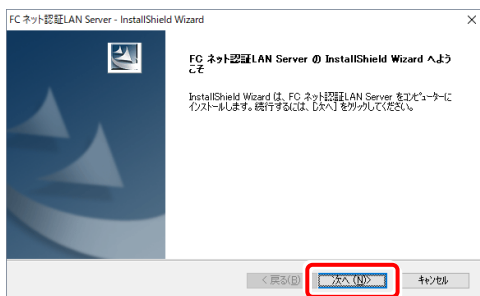 FC ネット認証LAN Server - InstallShield Wizard
FC ネット認証LAN Server の InstallShield Wizard へよう
こそ
InstallShield Wizard は、FC ネット認証LAN Server をコンピューターに
インストールします。続行するには、[次へ] をクリックしてください。
< 戻る(B)
次へ (N)>
キャンセル